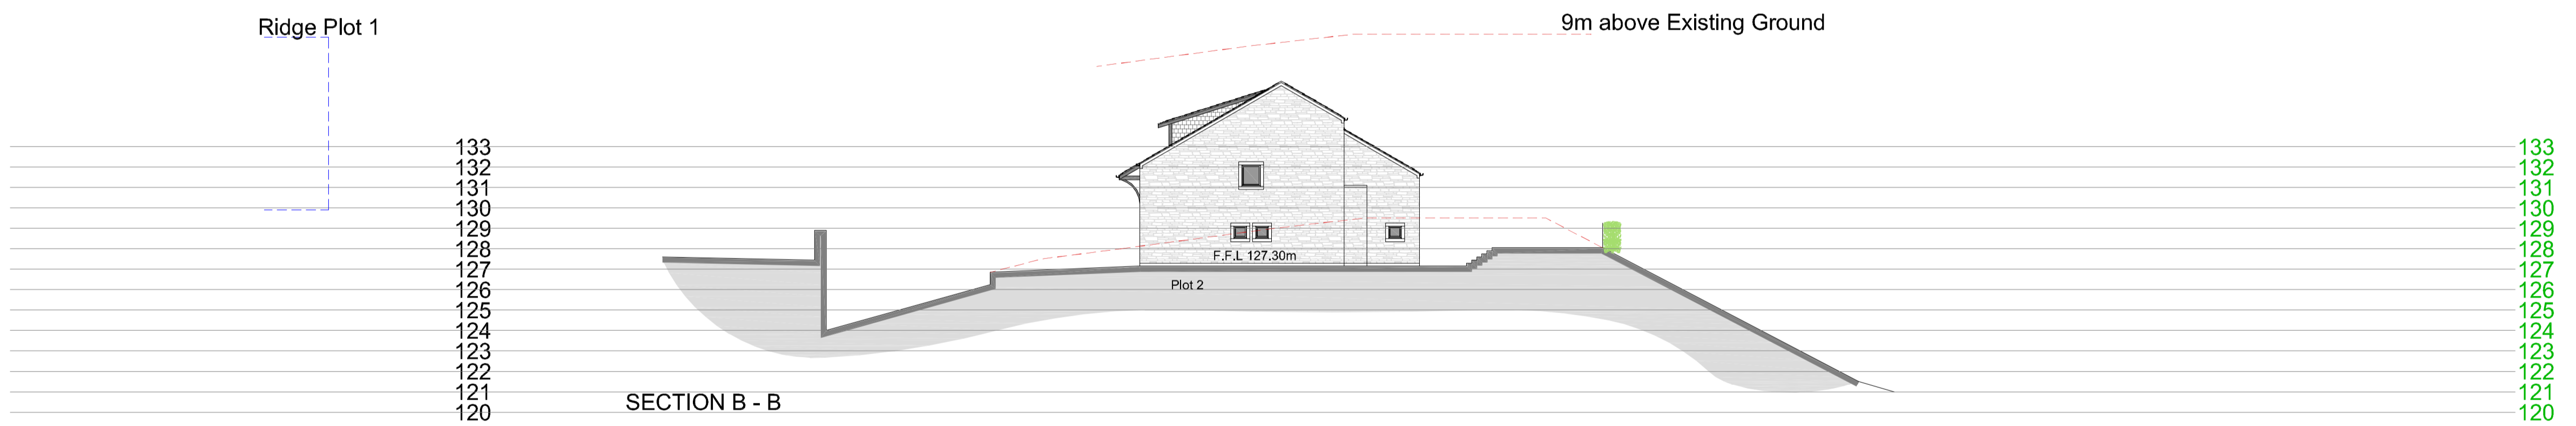 Ridge Plot 1
9m above Existing Ground
133 133
132 132
131 131
130 130
129 129
128 128
F.F.L 127.30m
127 127
Plot 2
126 126
125 125
124 124
123 123
122 122
121 121
SECTION B - B
120 120